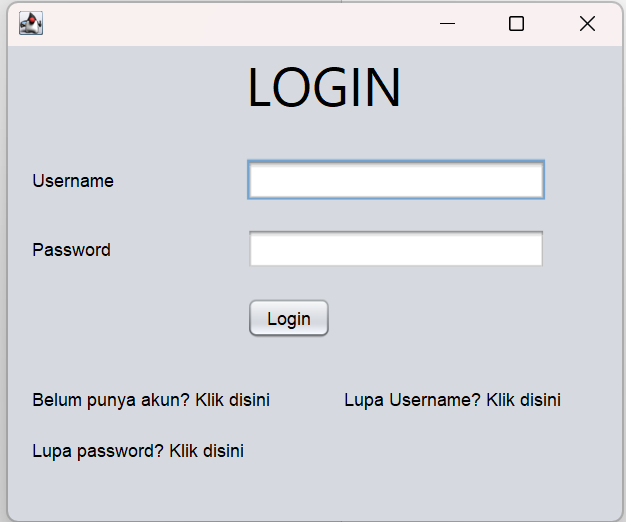 LOGIN
Username
Password
Login
Belum punya akun? Klik disini
Lupa Username? Klik disini
Lupa password? Klik disini